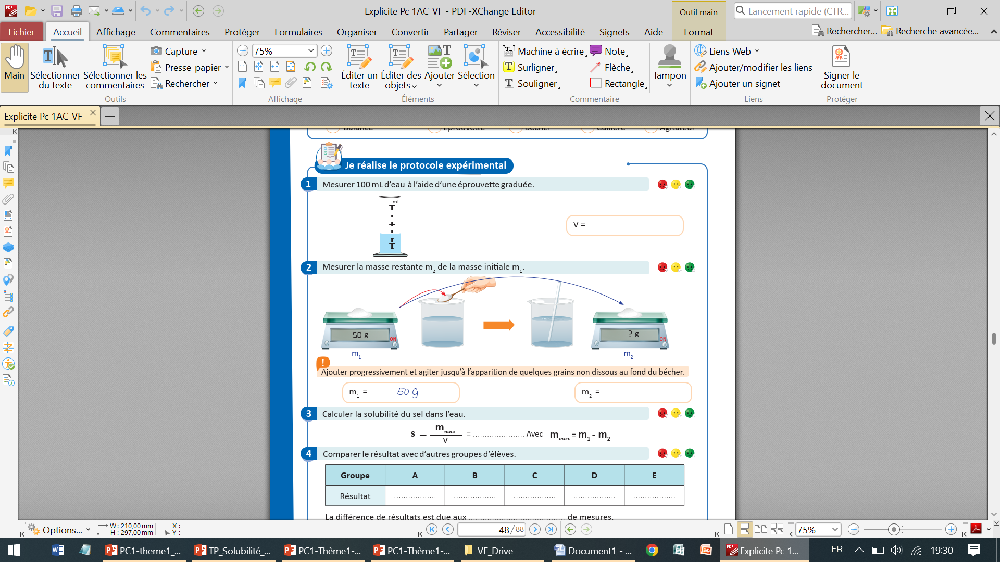 Explicite Pc 1AC_VF - PDF-XChange Editor
Outil main
Lancement rapide (CTR...
Fichier Accueil Affichage Commentaires Protéger Formulaires Organiser Convertir Partager Réviser Accessibilité Signets Aide Format Rechercher... Recherche avancée...
Main
Sélectionner du texte
Sélectionner les commentaires
Capture
Presse-papier
Rechercher
Outils
75%
Affichage
Éditer un texte
Éditer des objets
Ajouter
Sélection
Éléments
Machine à écrire
Surligner
Souligner
Note
Flèche
Rectangle
Commentaire
Tampon
Liens Web
Ajouter/modifier les liens
Ajouter un signet
Liens
Signer le document
Protéger
Explicite Pc 1AC_VF
Balance Eprouvette Bécher Cuillère Agitateur
Je réalise le protocole expérimental
1 Mesurer 100 mL d'eau à l'aide d'une éprouvette graduée.
mL
V = ....................................
2 Mesurer la masse restante m2 de la masse initiale m1.
50 g ON
? g ON
m1
m2
!
Ajouter progressivement et agiter jusqu'à l'apparition de quelques grains non dissous au fond du bécher.
m1 = ............50 g.............
m2 = .................................
3 Calculer la solubilité du sel dans l'eau.
s = mmax / V = ...................... Avec mmax = m1 - m2
4 Comparer le résultat avec d'autres groupes d'élèves.
Groupe A B C D E
Résultat .................. .................. .................. .................. ..................
La différence de résultats est due aux ........................................ de mesures.
Options...
W : 210,00 mm
H : 297,00 mm
X :
Y :
48 / 88
75%
PC1-theme1_...
TP_Solubilité_...
PC1-Thème1-...
PC1-Thème1-...
VF_Drive
Document1 - ...
Explicite Pc 1...
FR
19:30